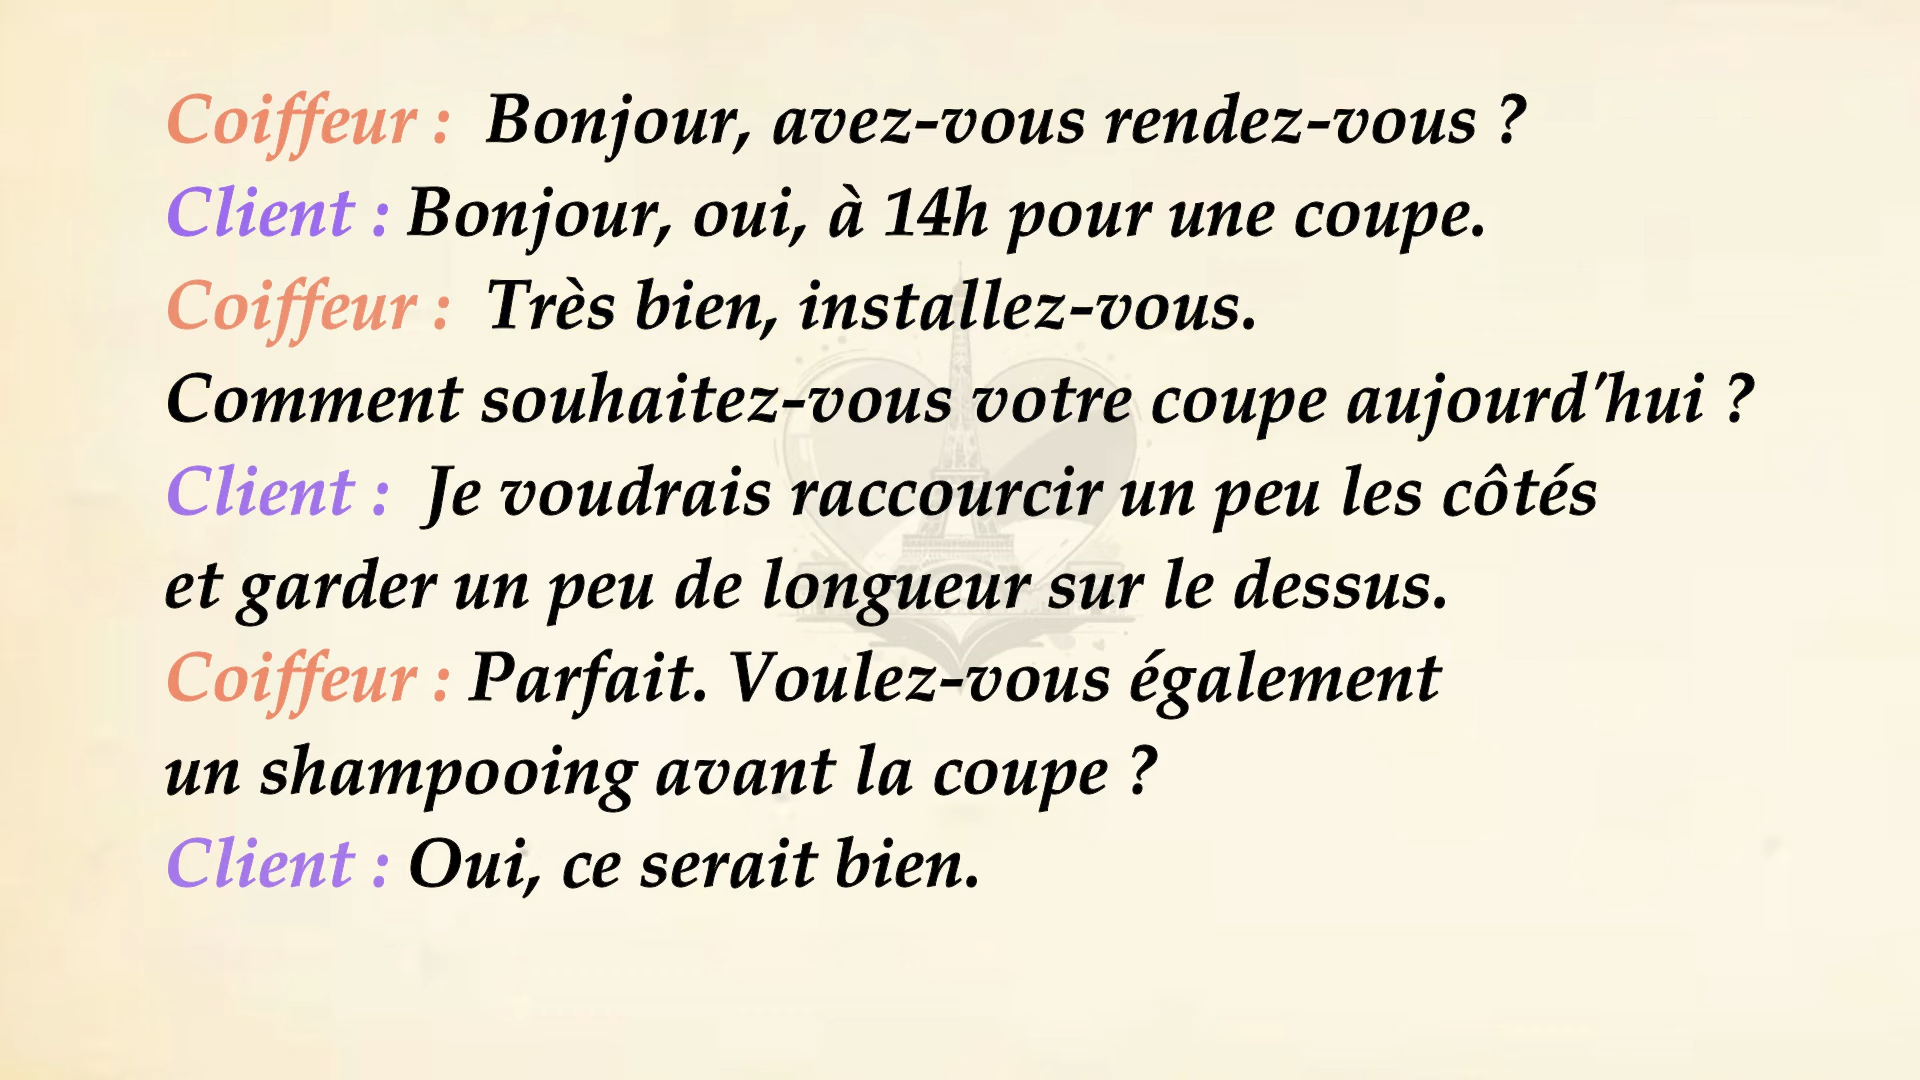 Coiffeur : Bonjour, avez-vous rendez-vous ?
Client : Bonjour, oui, à 14h pour une coupe.
Coiffeur : Très bien, installez-vous.
Comment souhaitez-vous votre coupe aujourd'hui ?
Client : Je voudrais raccourcir un peu les côtés
et garder un peu de longueur sur le dessus.
Coiffeur : Parfait. Voulez-vous également
un shampooing avant la coupe ?
Client : Oui, ce serait bien.